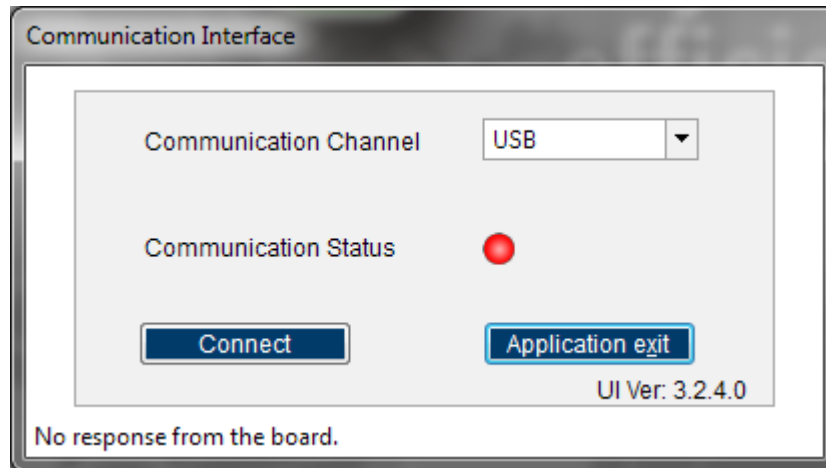 Communication Interface
Communication Channel
USB
Communication Status
Connect
Application exit
UI Ver: 3.2.4.0
No response from the board.